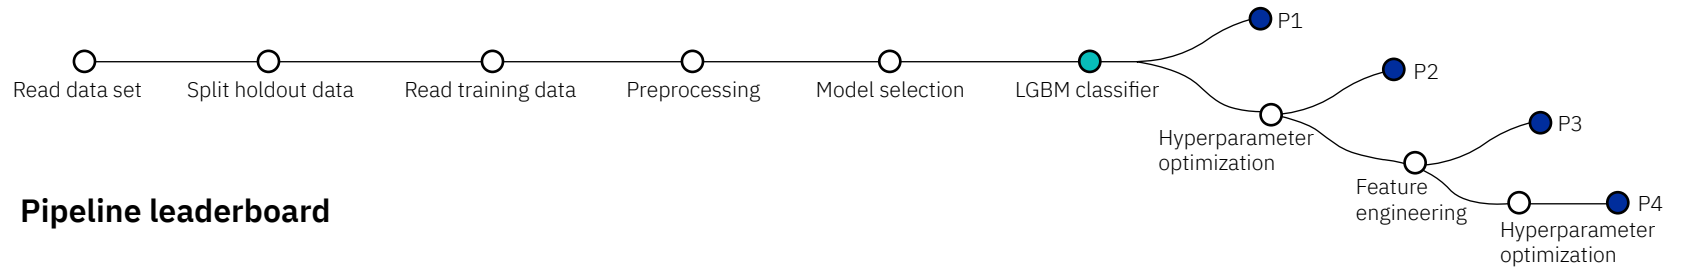 P1
P2
Read data set
Split holdout data
Read training data
Preprocessing
Model selection
LGBM classifier
P3
Hyperparameter
optimization
Feature
engineering
P4
Pipeline leaderboard
Hyperparameter
optimization